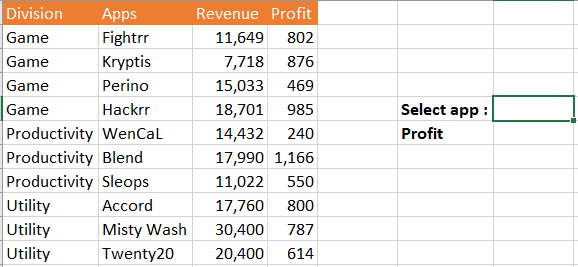 Division Apps Revenue Profit
Game Fightrr 11,649 802
Game Kryptis 7,718 876
Game Perino 15,033 469
Game Hackrr 18,701 985 Select app :
Productivity WenCaL 14,432 240 Profit
Productivity Blend 17,990 1,166
Productivity Sleops 11,022 550
Utility Accord 17,760 800
Utility Misty Wash 30,400 787
Utility Twenty20 20,400 614